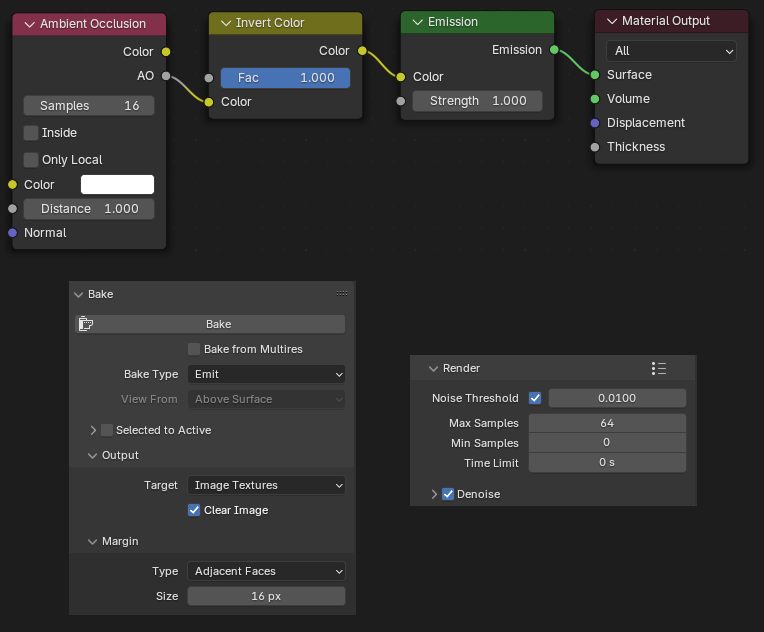 Ambient Occlusion
Color
AO
Samples 16
Inside
Only Local
Color
Distance 1.000
Normal
Invert Color
Color
Fac 1.000
Color
Emission
Emission
Color
Strength 1.000
Material Output
All
Surface
Volume
Displacement
Thickness
Bake
Bake
Bake from Multires
Bake Type Emit
View From Above Surface
Selected to Active
Output
Target Image Textures
Clear Image
Margin
Type Adjacent Faces
Size 16 px
Render
Noise Threshold 0.0100
Max Samples 64
Min Samples 0
Time Limit 0 s
Denoise